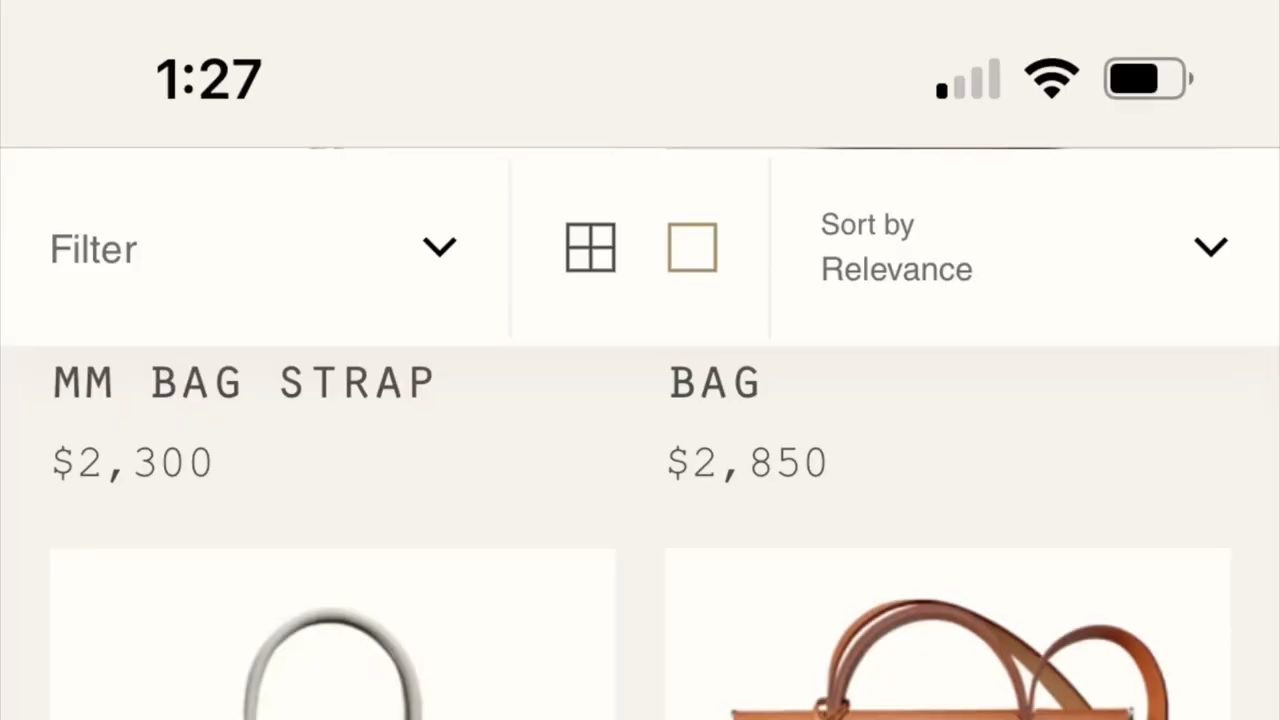 1:27
Filter
Sort by
Relevance
MM BAG STRAP
$2,300
BAG
$2,850